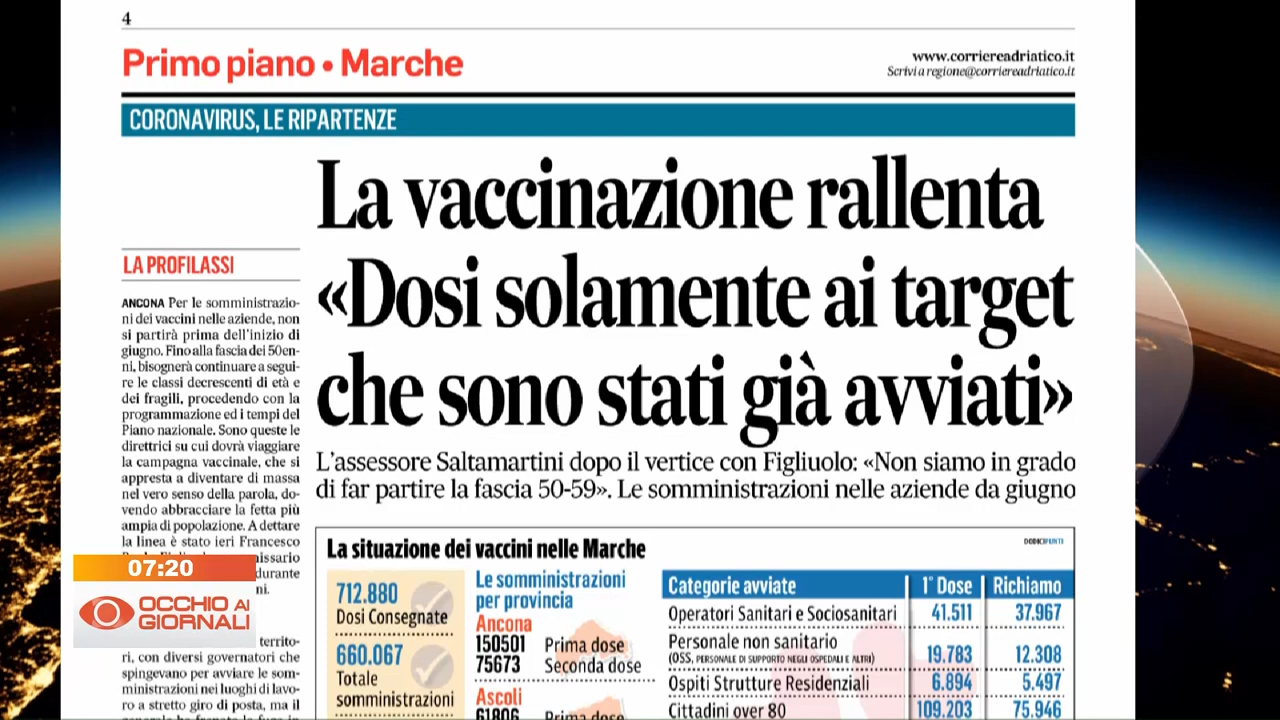 4
Primo piano • Marche
www.corriereadriatico.it
Scrivi a regione@corriereadriatico.it
CORONAVIRUS, LE RIPARTENZE
La vaccinazione rallenta
«Dosi solamente ai target
che sono stati già avviati»
L'assessore Saltamartini dopo il vertice con Figliuolo: «Non siamo in grado
di far partire la fascia 50-59». Le somministrazioni nelle aziende da giugno
LA PROFILASSI
ANCONA Per le somministrazio-
ni dei vaccini nelle aziende, non
si partirà prima dell'inizio di
giugno. Fino alla fascia dei 50en-
ni, bisognerà continuare a segui-
re le classi decrescenti di età e
dei fragili, procedendo con la
programmazione ed i tempi del
Piano nazionale. Sono queste le
direttrici su cui dovrà viaggiare
la campagna vaccinale, che si
appresta a diventare di massa
nel vero senso della parola, do-
vendo abbracciare la fetta più
ampia di popolazione. A dettare
la linea è stato ieri Francesco
missario
durante
ni.
territo-
ri, con diversi governatori che
spingevano per avviare le som-
ministrazioni nei luoghi di lavo-
ro a stretto giro di posta, ma il
07:20
OCCHIO AI
GIORNALI
La situazione dei vaccini nelle Marche
DODICIPUNTI
712.880
Dosi Consegnate
660.067
Totale
somministrazioni
Le somministrazioni
per provincia
Ancona
150501 Prima dose
75673 Seconda dose
Ascoli
61806 Prima dose
Categorie avviate 1° Dose Richiamo
Operatori Sanitari e Sociosanitari 41.511 37.967
Personale non sanitario
(OSS, PERSONALE DI SUPPORTO NEGLI OSPEDALI E ALTRI) 19.783 12.308
Ospiti Strutture Residenziali 6.894 5.497
Cittadini over 80 109.203 75.946